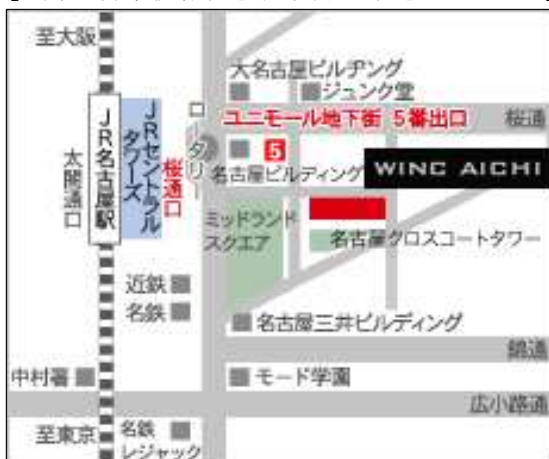 至大阪
大名古屋ビルヂング
ジュンク堂
ユニモール地下街 5番出口
桜通
JR名古屋駅
JRセントラル
タワーズ
桜通口
ロータリー
太閤通口
5
名古屋ビルディング
WINC AICHI
ミッドランド
スクエア
名古屋クロスコートタワー
近鉄
名鉄
名古屋三井ビルディング
錦通
中村署
モード学園
広小路通
至東京
名鉄
レジャック